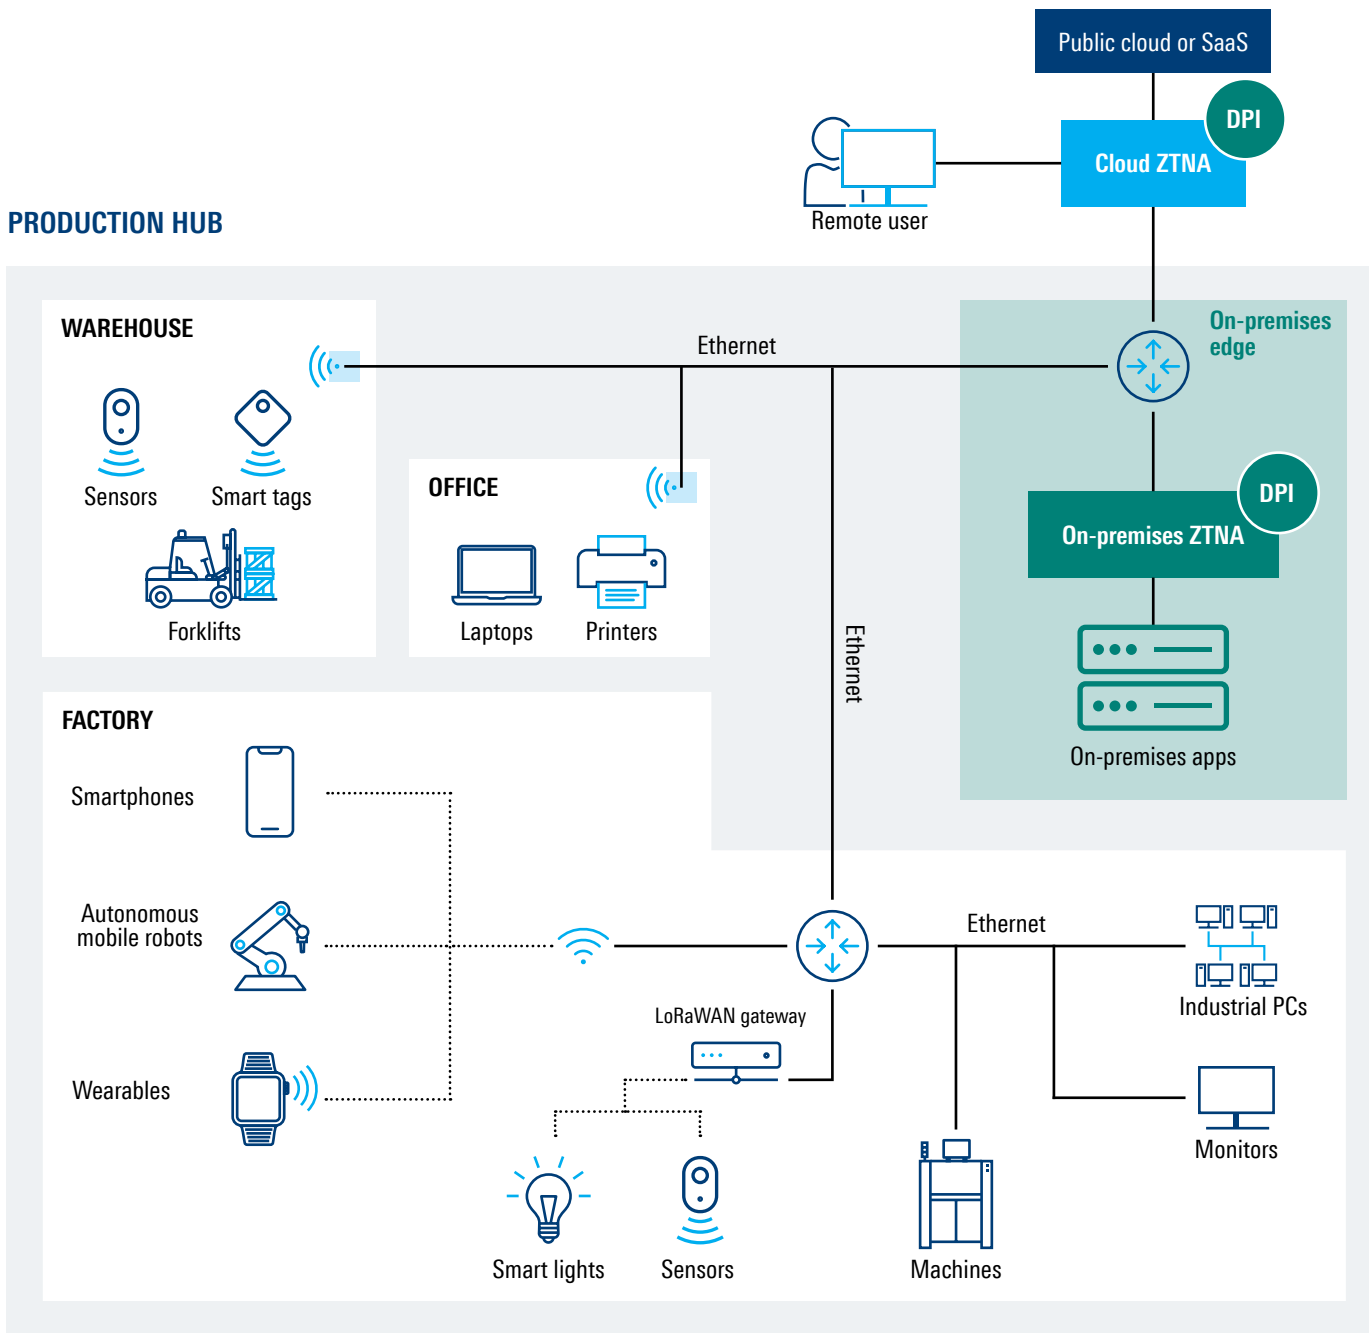 Public cloud or SaaS
DPI
Cloud ZTNA
Remote user
PRODUCTION HUB
WAREHOUSE
Sensors
Smart tags
Forklifts
Ethernet
On-premises
edge
OFFICE
Laptops
Printers
DPI
On-premises ZTNA
On-premises apps
Ethernet
FACTORY
Smartphones
Autonomous
mobile robots
Wearables
Ethernet
Industrial PCs
LoRaWAN gateway
Monitors
Smart lights
Sensors
Machines